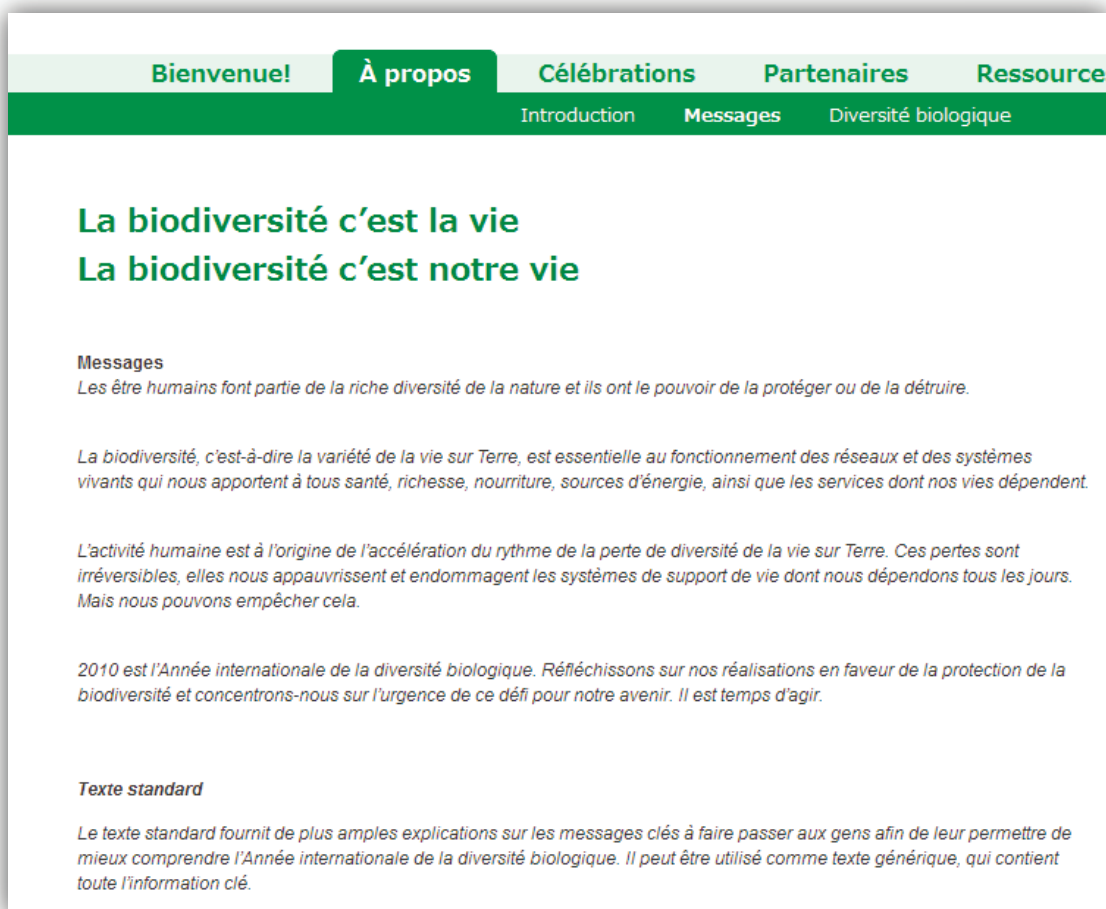 Bienvenue! À propos Célébrations Partenaires Ressource
Introduction Messages Diversité biologique
La biodiversité c’est la vie
La biodiversité c’est notre vie
Messages
Les être humains font partie de la riche diversité de la nature et ils ont le pouvoir de la protéger ou de la détruire.
La biodiversité, c’est-à-dire la variété de la vie sur Terre, est essentielle au fonctionnement des réseaux et des systèmes
vivants qui nous apportent à tous santé, richesse, nourriture, sources d’énergie, ainsi que les services dont nos vies dépendent.
L’activité humaine est à l’origine de l’accélération du rythme de la perte de diversité de la vie sur Terre. Ces pertes sont
irréversibles, elles nous appauvrissent et endommagent les systèmes de support de vie dont nous dépendons tous les jours.
Mais nous pouvons empêcher cela.
2010 est l’Année internationale de la diversité biologique. Réfléchissons sur nos réalisations en faveur de la protection de la
biodiversité et concentrons-nous sur l’urgence de ce défi pour notre avenir. Il est temps d’agir.
Texte standard
Le texte standard fournit de plus amples explications sur les messages clés à faire passer aux gens afin de leur permettre de
mieux comprendre l’Année internationale de la diversité biologique. Il peut être utilisé comme texte générique, qui contient
toute l’information clé.